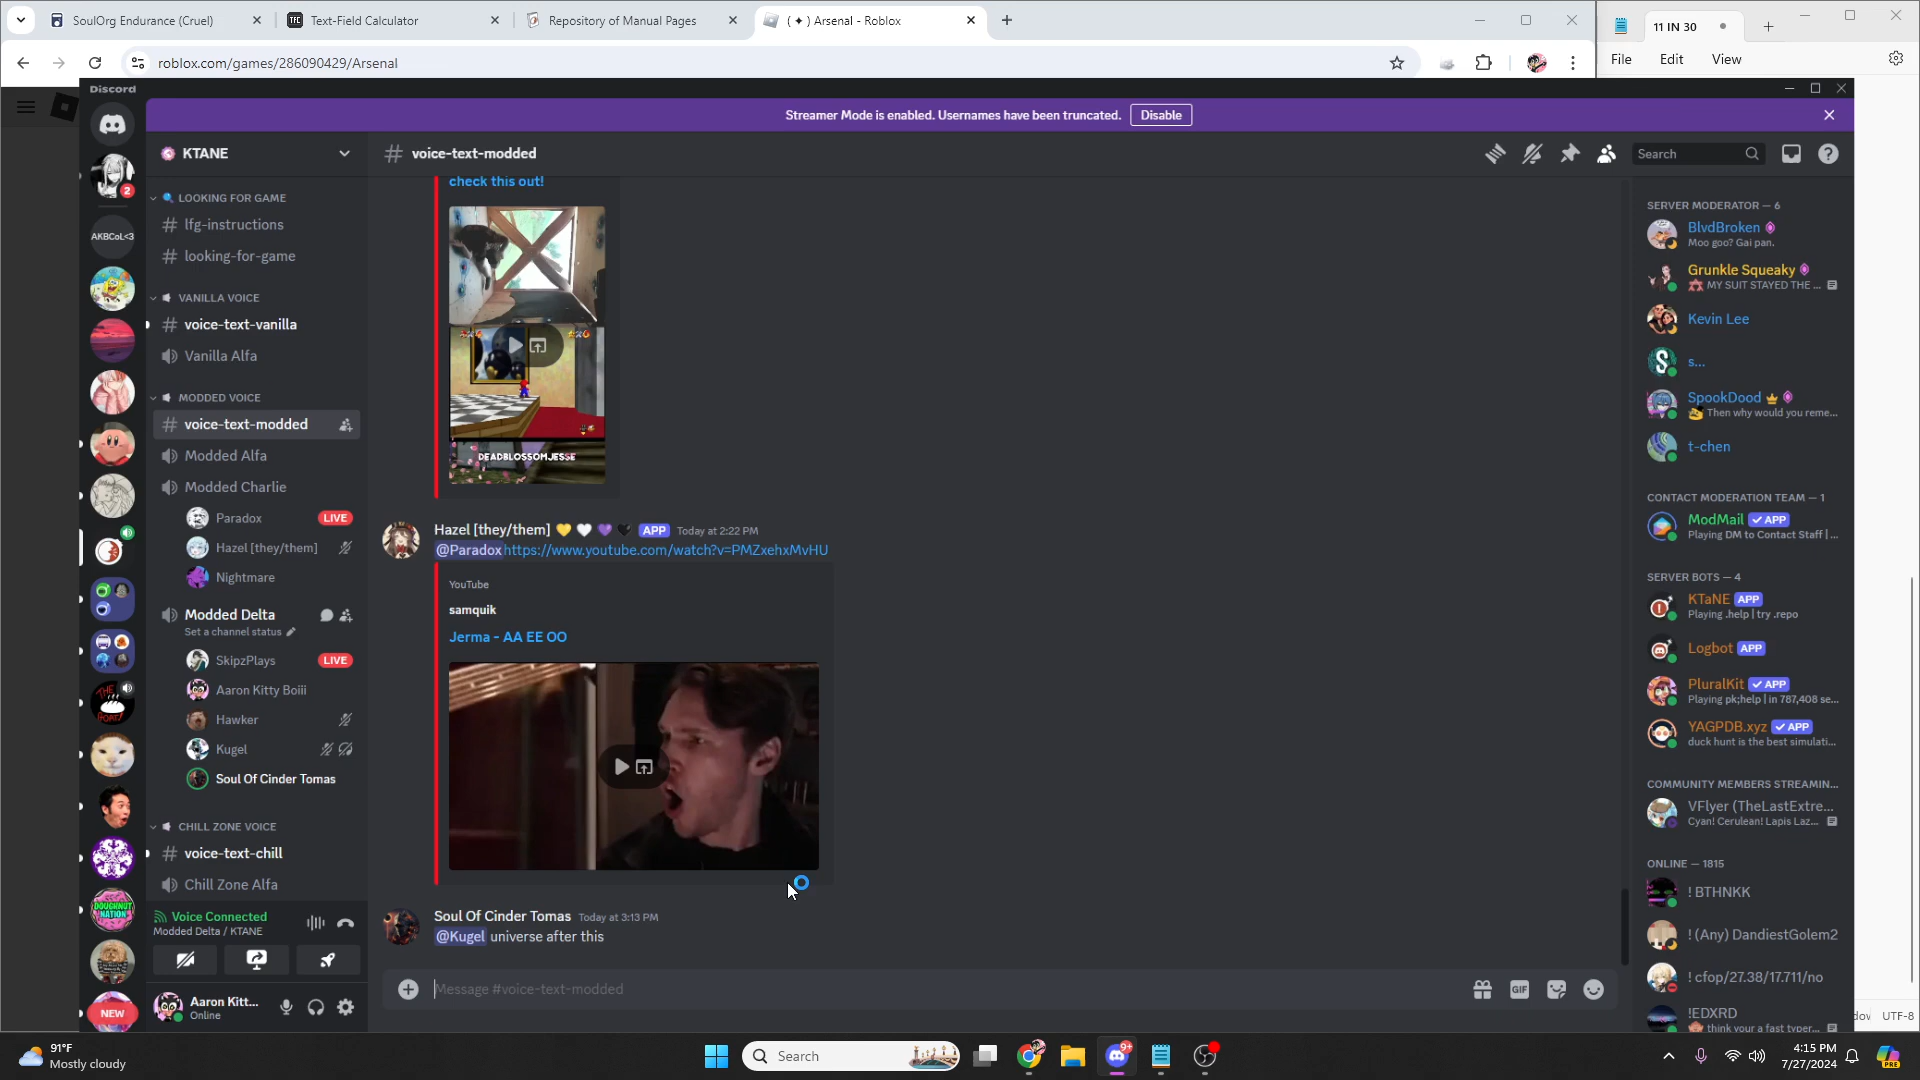 SoulOrg Endurance (Cruel)
TFC
Text-Field Calculator
Repository of Manual Pages
( ✦ ) Arsenal - Roblox
11 IN 30
roblox.com/games/286090429/Arsenal
File
Edit
View
Discord
Streamer Mode is enabled. Usernames have been truncated.
Disable
KTANE
voice-text-modded
Search
LOOKING FOR GAME
lfg-instructions
looking-for-game
VANILLA VOICE
voice-text-vanilla
Vanilla Alfa
MODDED VOICE
voice-text-modded
Modded Alfa
Modded Charlie
Paradox
LIVE
Hazel [they/them]
Nightmare
Modded Delta
Set a channel status
SkipzPlays
LIVE
Aaron Kitty Boiii
Hawker
Kugel
Soul Of Cinder Tomas
CHILL ZONE VOICE
voice-text-chill
Chill Zone Alfa
Voice Connected
Modded Delta / KTANE
Aaron Kitt...
Online
2
AKBCoL<3
THE
DOUGHNUT
NATION
NEW
check this out!
DEADBLOSSOMJESSE
Hazel [they/them] 💛 🤍 💜 🖤 APP Today at 2:22 PM
@Paradox https://www.youtube.com/watch?v=PMZxehxMvHU
YouTube
samquik
Jerma - AA EE OO
Soul Of Cinder Tomas Today at 3:13 PM
@Kugel universe after this
Message #voice-text-modded
GIF
SERVER MODERATOR — 6
BlvdBroken
Moo goo? Gai pan.
Grunkle Squeaky
MY SUIT STAYED THE ...
Kevin Lee
s...
SpookDood
Then why would you reme...
t-chen
CONTACT MODERATION TEAM — 1
ModMail ✓ APP
Playing DM to Contact Staff | ...
SERVER BOTS — 4
KTaNE APP
Playing .help | try .repo
Logbot APP
PluralKit ✓ APP
Playing pk;help | in 787,408 se...
YAGPDB.xyz ✓ APP
duck hunt is the best simulati...
COMMUNITY MEMBERS STREAMIN...
VFlyer (TheLastExtre...
Cyan! Cerulean! Lapis Laz...
ONLINE — 1815
! BTHNKK
! (Any) DandiestGolem2
! cfop/27.38/17.711/no
!EDXRD
think your a fast typer...
UTF-8
91°F
Mostly cloudy
Search
9+
4:15 PM
7/27/2024
PRE